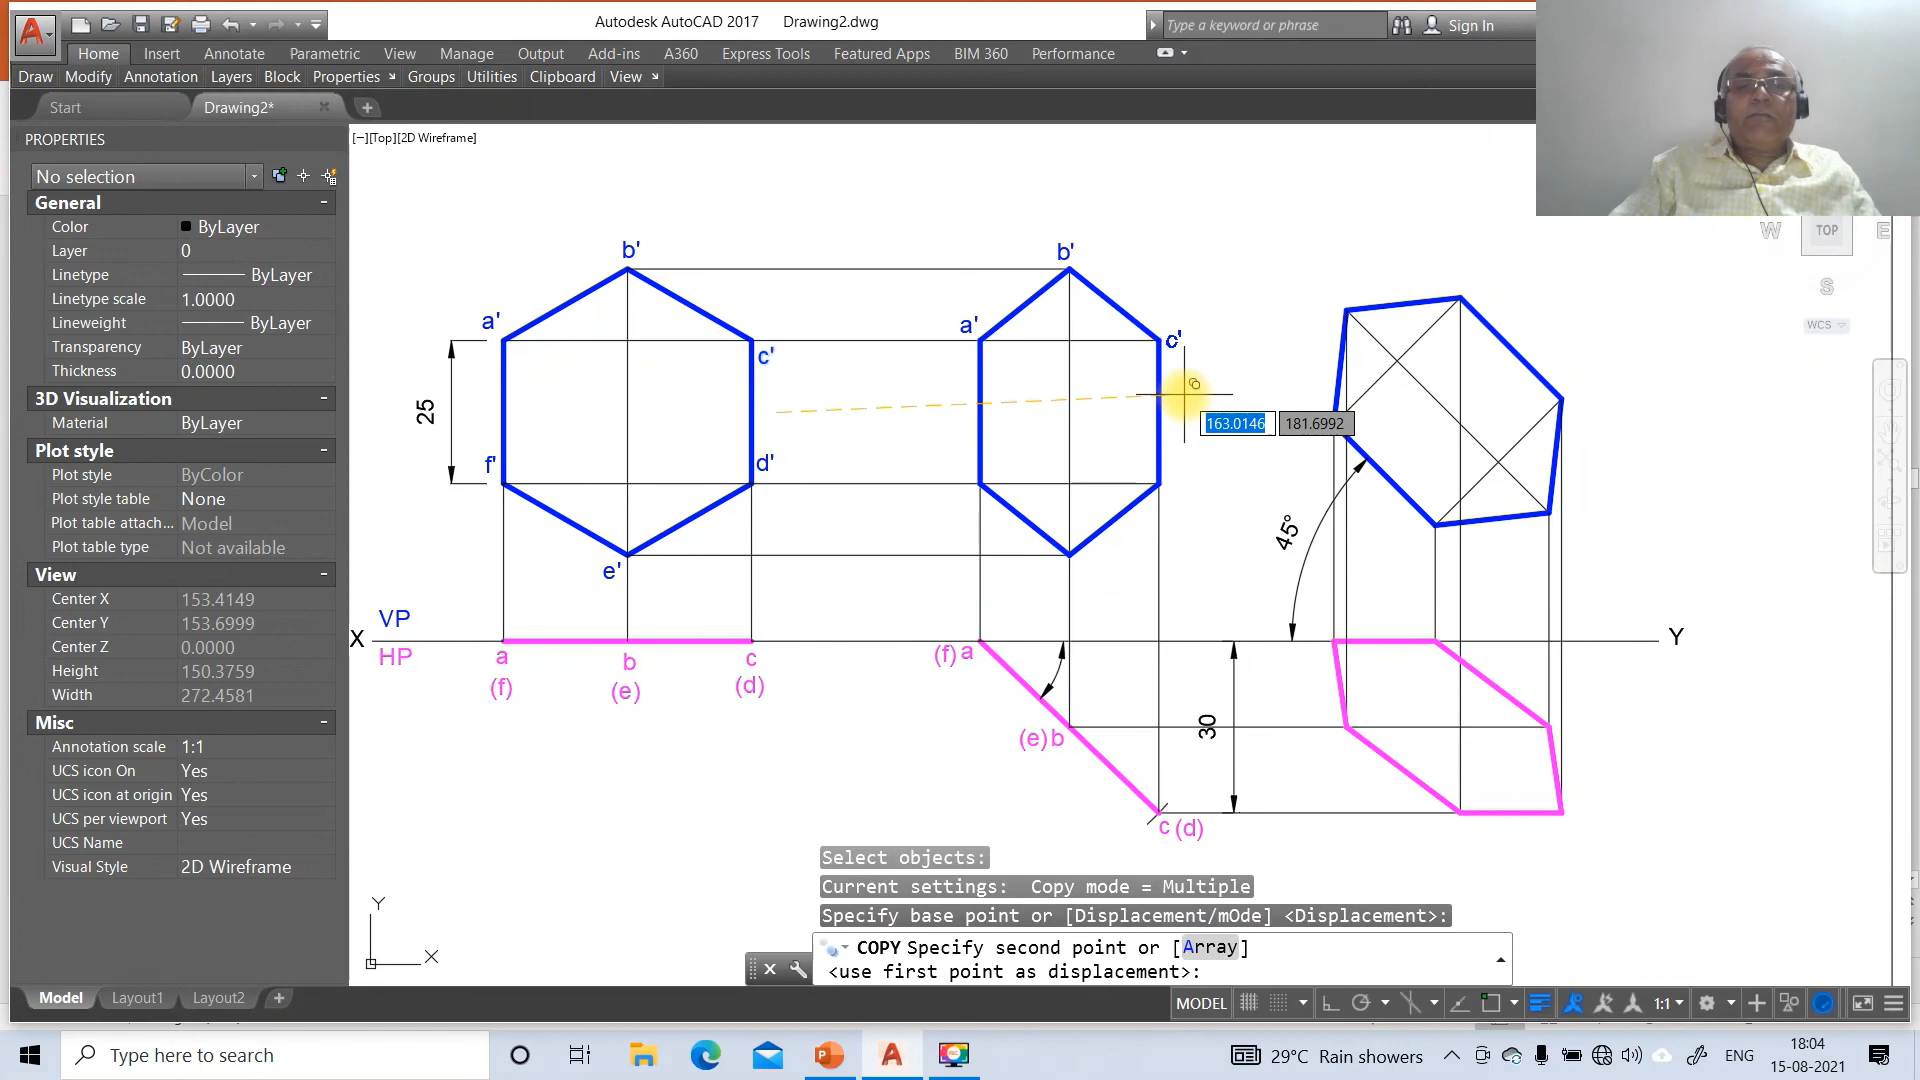 Autodesk AutoCAD 2017    Drawing2.dwg
Type a keyword or phrase
Sign In
Home Insert Annotate Parametric View Manage Output Add-ins A360 Express Tools Featured Apps BIM 360 Performance
Draw Modify Annotation Layers Block Properties Groups Utilities Clipboard View
Start
Drawing2*
PROPERTIES
No selection
General
Color ByLayer
Layer 0
Linetype ByLayer
Linetype scale 1.0000
Lineweight ByLayer
Transparency ByLayer
Thickness 0.0000
3D Visualization
Material ByLayer
Plot style
Plot style ByColor
Plot style table None
Plot table attach... Model
Plot table type Not available
View
Center X 153.4149
Center Y 153.6999
Center Z 0.0000
Height 150.3759
Width 272.4581
Misc
Annotation scale 1:1
UCS icon On Yes
UCS icon at origin Yes
UCS per viewport Yes
UCS Name
Visual Style 2D Wireframe
[−][Top][2D Wireframe]
W TOP E
S
WCS
b'
b'
a'
a'
c'
c'
25
163.0146 181.6992
f'
d'
45°
e'
VP
X
Y
HP
a
b
c
(f) a
(f)
(e)
(d)
30
(e) b
c (d)
Y
X
Select objects:
Current settings:  Copy mode = Multiple
Specify base point or [Displacement/mOde] <Displacement>:
COPY Specify second point or [Array]
<use first point as displacement>:
Model Layout1 Layout2
MODEL
1:1
Type here to search
29°C Rain showers
ENG
18:04
15-08-2021